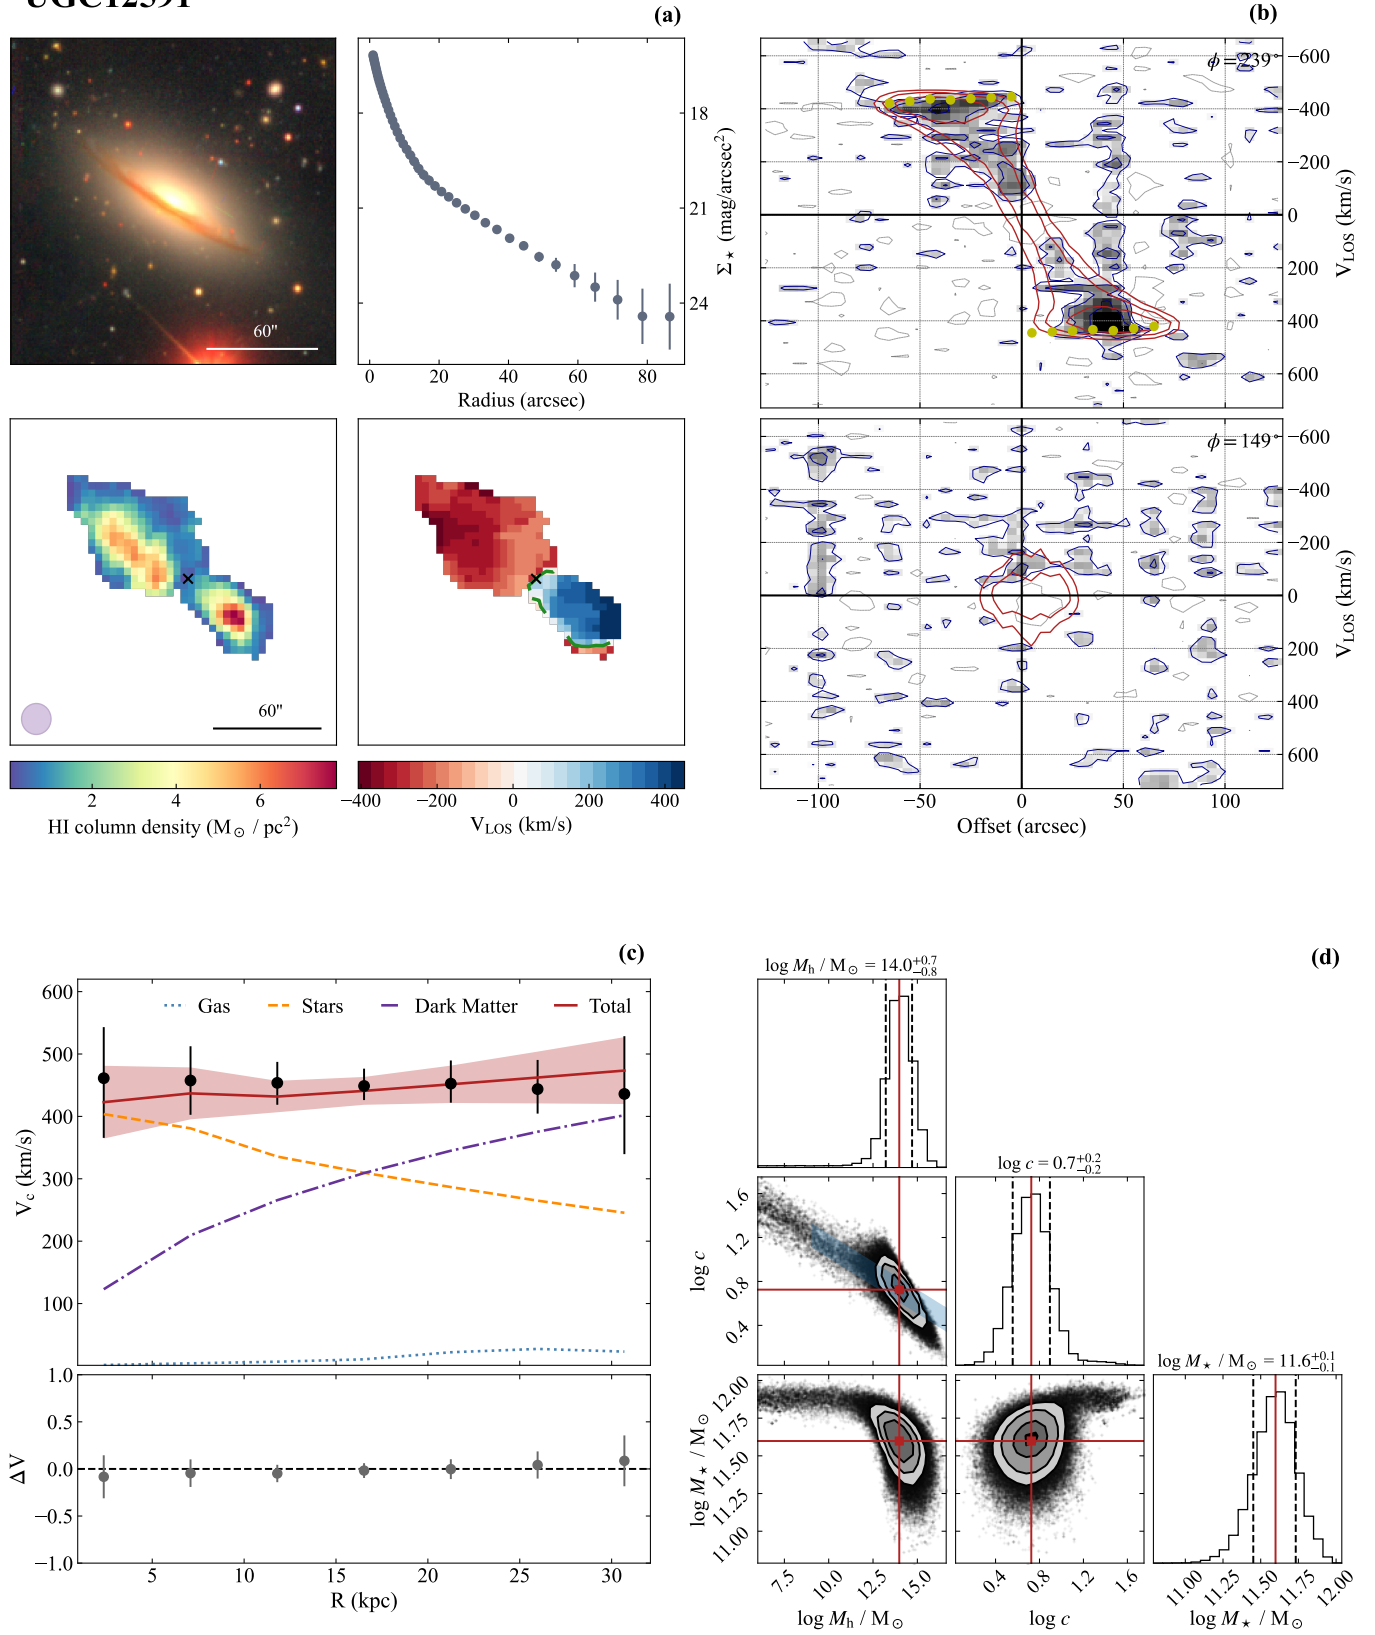 (a)
(b)
60"
18
21
24
Σ⋆ (mag/arcsec²)
0 20 40 60 80
Radius (arcsec)
ϕ = 239°
−600
−400
−200
0
200
400
600
V_LOS (km/s)
ϕ = 149°
−600
−400
−200
0
200
400
600
V_LOS (km/s)
−100 −50 0 50 100
Offset (arcsec)
60"
2 4 6
HI column density (M⊙ / pc²)
−400 −200 0 200 400
V_LOS (km/s)
(c)
Gas Stars Dark Matter Total
600
500
400
300
200
100
V_c (km/s)
1.0
0.5
0.0
−0.5
−1.0
ΔV
5 10 15 20 25 30
R (kpc)
(d)
log M_h / M⊙ = 14.0 +0.7 −0.8
log c = 0.7 +0.2 −0.2
1.6
1.2
0.8
0.4
log c
log M⋆ / M⊙ = 11.6 +0.1 −0.1
12.00
11.75
11.50
11.25
11.00
log M⋆ / M⊙
7.5 10.0 12.5 15.0
log M_h / M⊙
0.4 0.8 1.2 1.6
log c
11.00 11.25 11.50 11.75 12.00
log M⋆ / M⊙